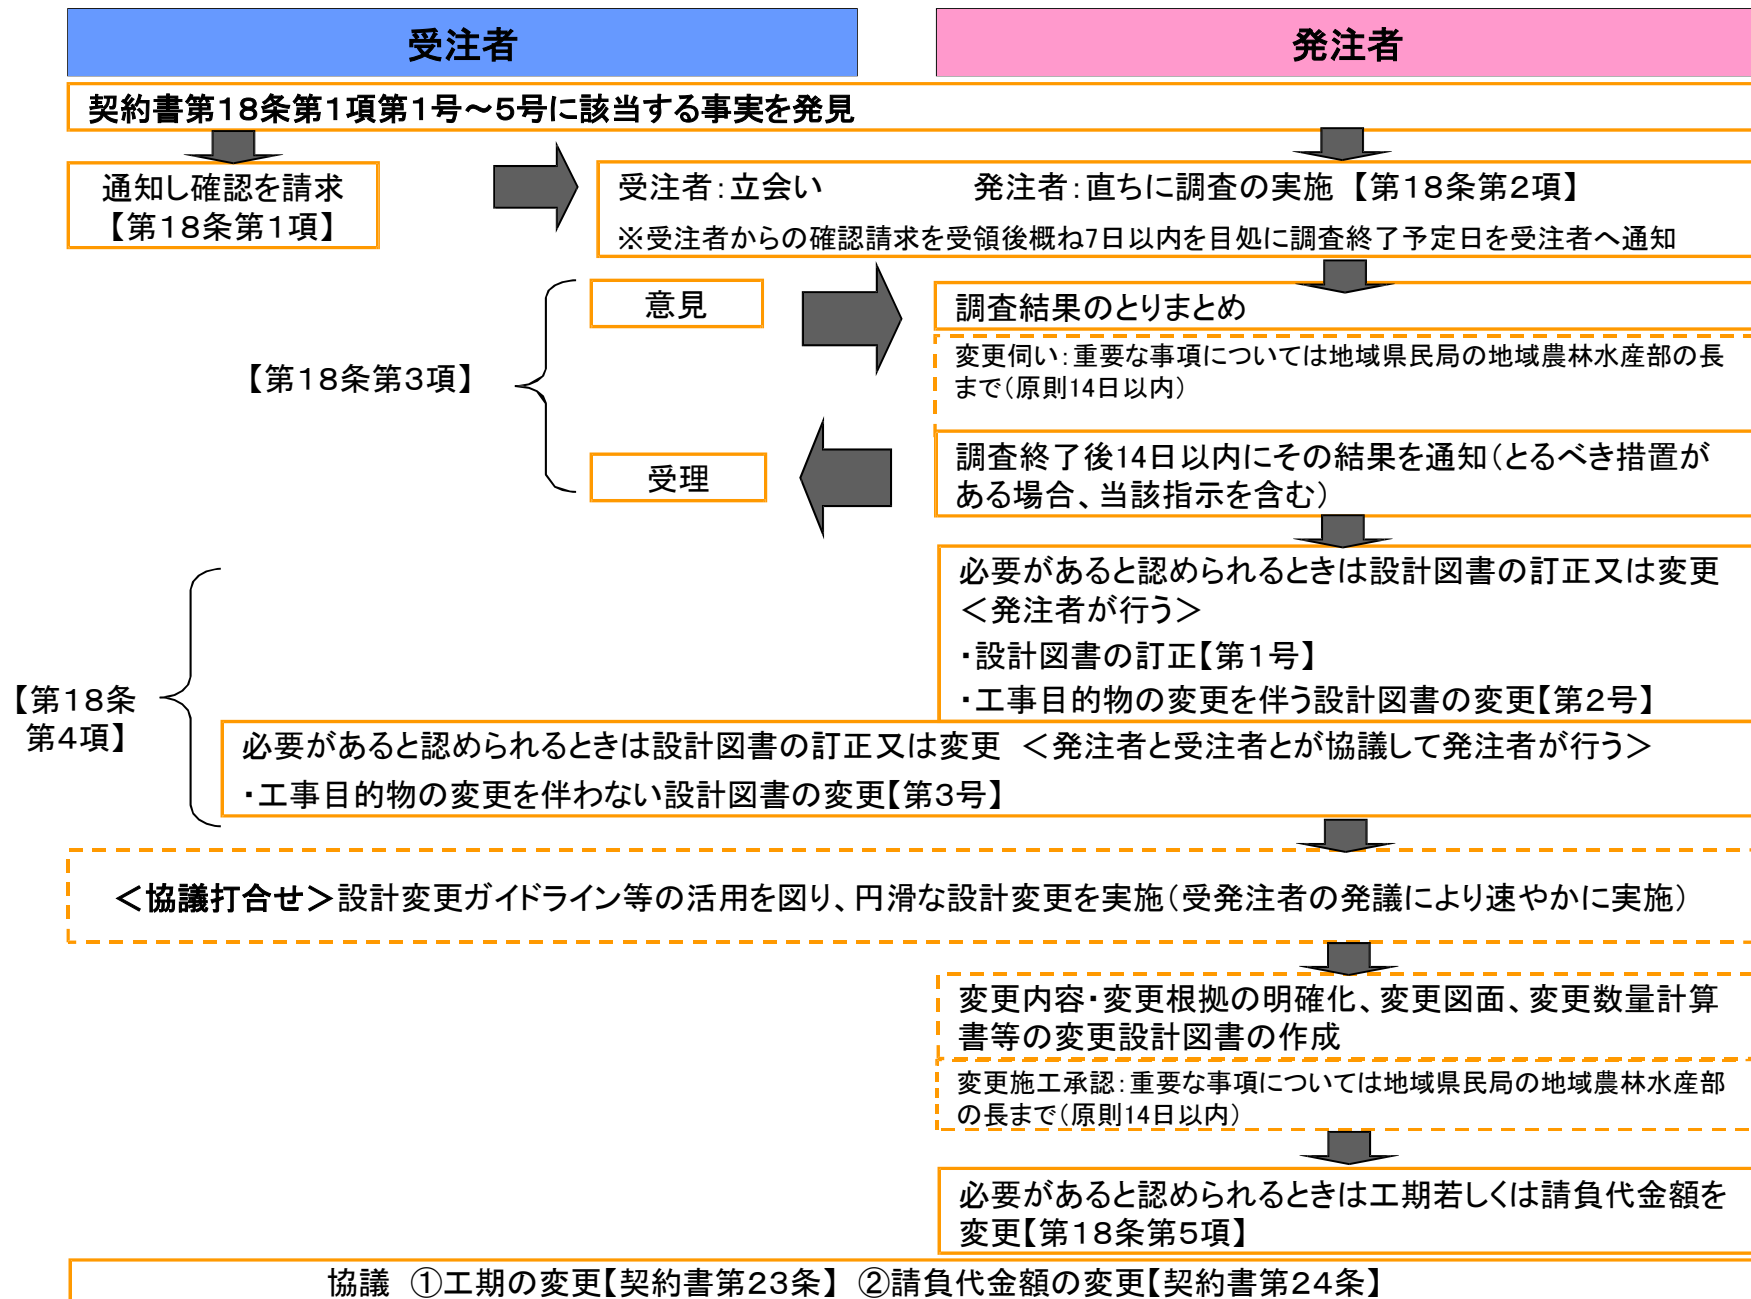 受注者
発注者
契約書第18条第1項第1号～5号に該当する事実を発見
通知し確認を請求
【第18条第1項】
受注者：立会い　発注者：直ちに調査の実施 【第18条第2項】
※受注者からの確認請求を受領後概ね7日以内を目処に調査終了予定日を受注者へ通知
意見
調査結果のとりまとめ
変更伺い：重要な事項については地域県民局の地域農林水産部の長
まで（原則14日以内）
【第18条第3項】
受理
調査終了後14日以内にその結果を通知（とるべき措置が
ある場合、当該指示を含む）
必要があると認められるときは設計図書の訂正又は変更
＜発注者が行う＞
・設計図書の訂正【第1号】
・工事目的物の変更を伴う設計図書の変更【第2号】
【第18条
第4項】
必要があると認められるときは設計図書の訂正又は変更 ＜発注者と受注者とが協議して発注者が行う＞
・工事目的物の変更を伴わない設計図書の変更【第3号】
＜協議打合せ＞設計変更ガイドライン等の活用を図り、円滑な設計変更を実施（受発注者の発議により速やかに実施）
変更内容・変更根拠の明確化、変更図面、変更数量計算
書等の変更設計図書の作成
変更施工承認：重要な事項については地域県民局の地域農林水産部
の長まで（原則14日以内）
必要があると認められるときは工期若しくは請負代金額を
変更【第18条第5項】
協議 ①工期の変更【契約書第23条】 ②請負代金額の変更【契約書第24条】